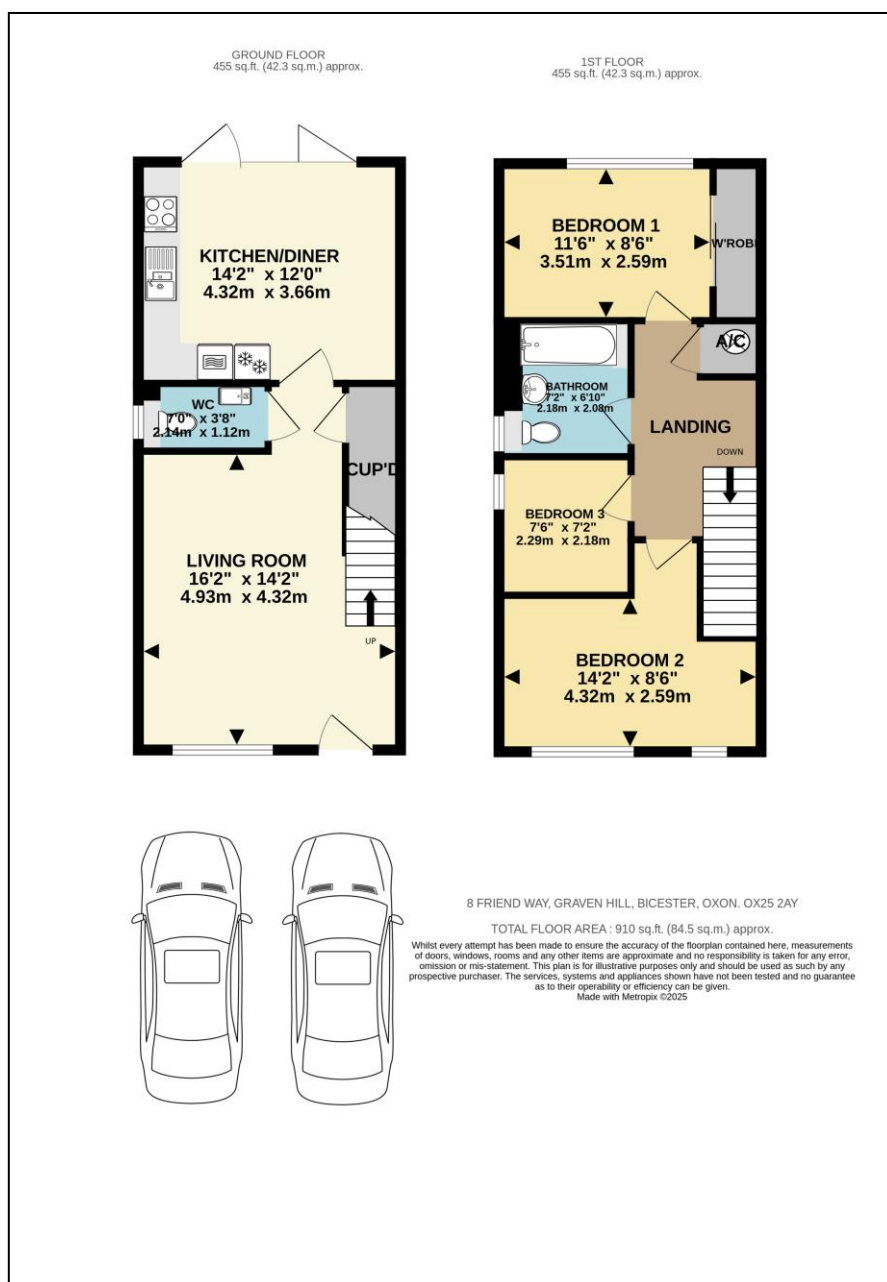 GROUND FLOOR
455 sq.ft. (42.3 sq.m.) approx.
1ST FLOOR
455 sq.ft. (42.3 sq.m.) approx.
KITCHEN/DINER
14'2" x 12'0"
4.32m x 3.66m
WC
7'0" x 3'8"
2.14m x 1.12m
CUP'D
LIVING ROOM
16'2" x 14'2"
4.93m x 4.32m
UP
BEDROOM 1
11'6" x 8'6"
3.51m x 2.59m
W'ROBE
A/C
BATHROOM
7'2" x 6'10"
2.18m x 2.08m
LANDING
DOWN
BEDROOM 3
7'6" x 7'2"
2.29m x 2.18m
BEDROOM 2
14'2" x 8'6"
4.32m x 2.59m
8 FRIEND WAY, GRAVEN HILL, BICESTER, OXON. OX25 2AY
TOTAL FLOOR AREA : 910 sq.ft. (84.5 sq.m.) approx.
Whilst every attempt has been made to ensure the accuracy of the floorplan contained here, measurements
of doors, windows, rooms and any other items are approximate and no responsibility is taken for any error,
omission or mis-statement. This plan is for illustrative purposes only and should be used as such by any
prospective purchaser. The services, systems and appliances shown have not been tested and no guarantee
as to their operability or efficiency can be given.
Made with Metropix ©2025